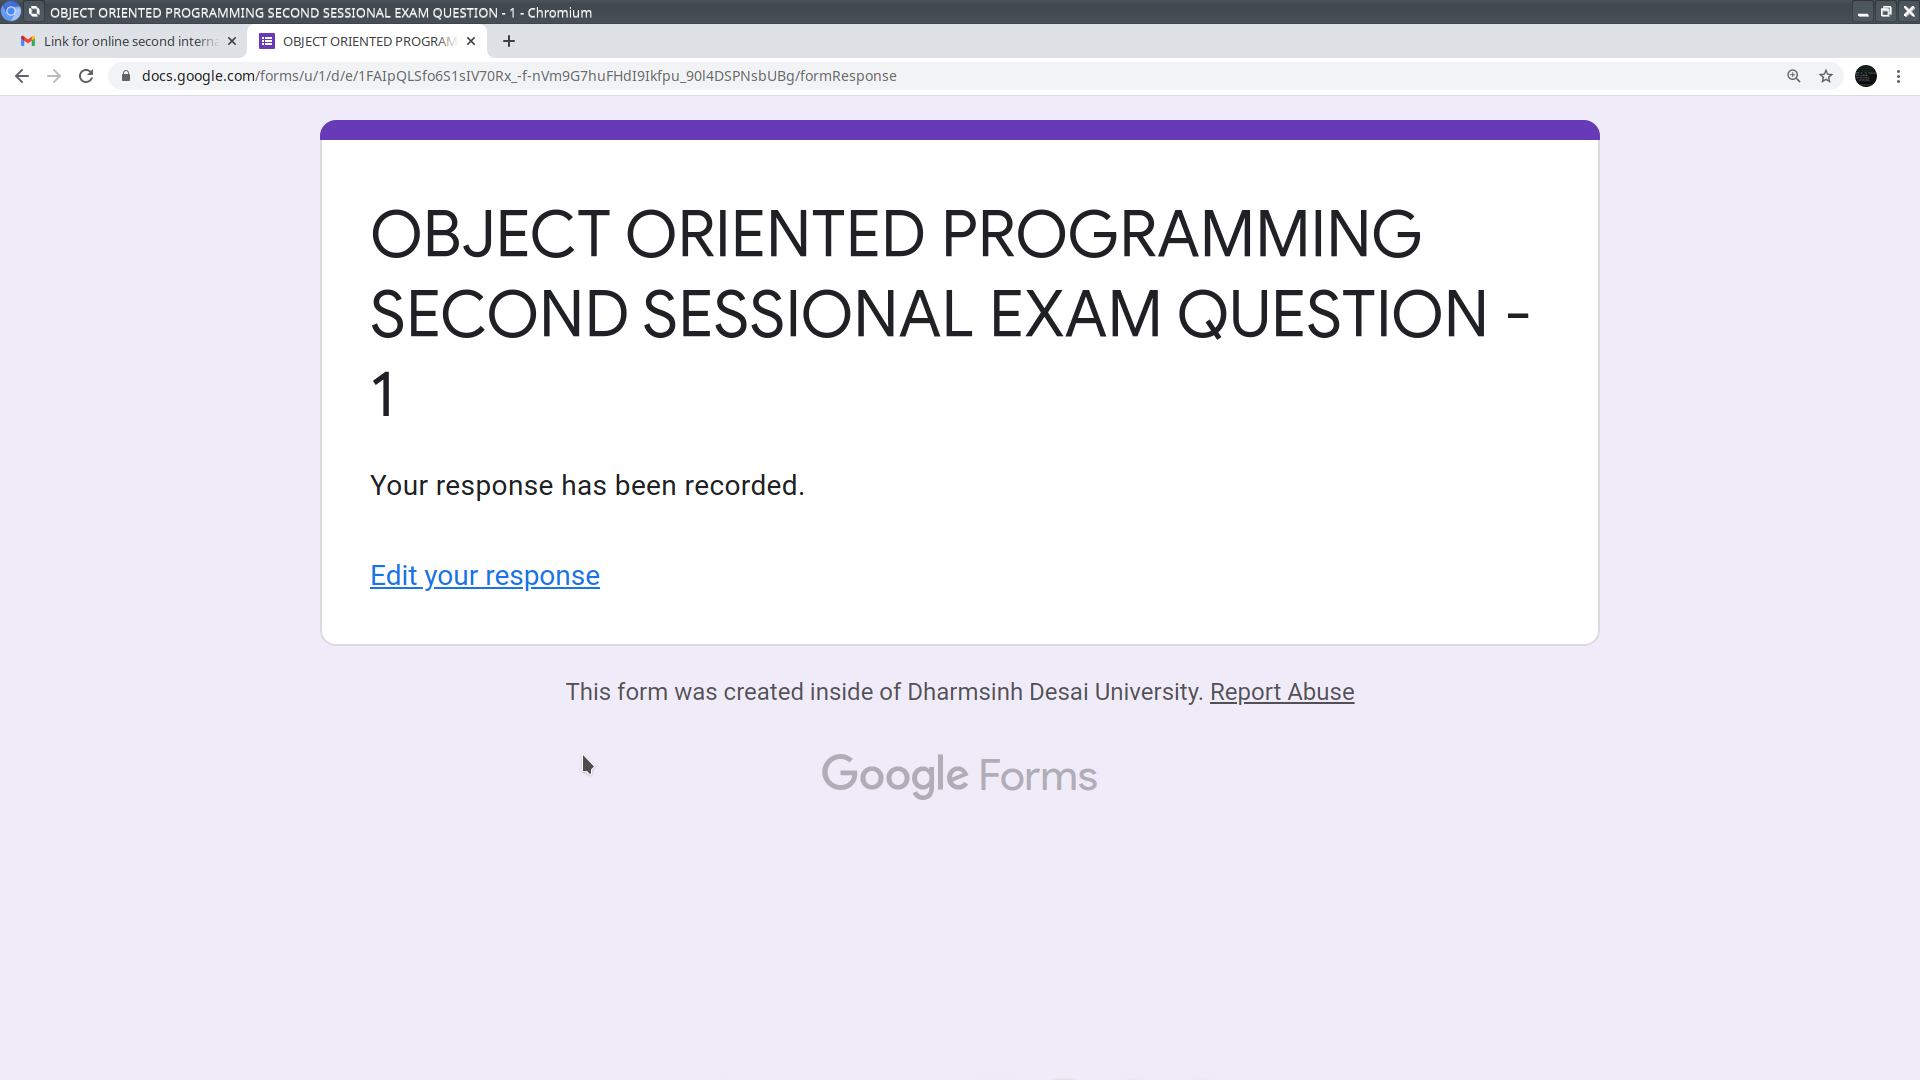 OBJECT ORIENTED PROGRAMMING SECOND SESSIONAL EXAM QUESTION - 1 - Chromium
Link for online second interna
OBJECT ORIENTED PROGRAM
docs.google.com/forms/u/1/d/e/1FAIpQLSfo6S1sIV70Rx_-f-nVm9G7huFHdI9Ikfpu_90l4DSPNsbUBg/formResponse
OBJECT ORIENTED PROGRAMMING
SECOND SESSIONAL EXAM QUESTION -
1
Your response has been recorded.
Edit your response
This form was created inside of Dharmsinh Desai University. Report Abuse
Google Forms